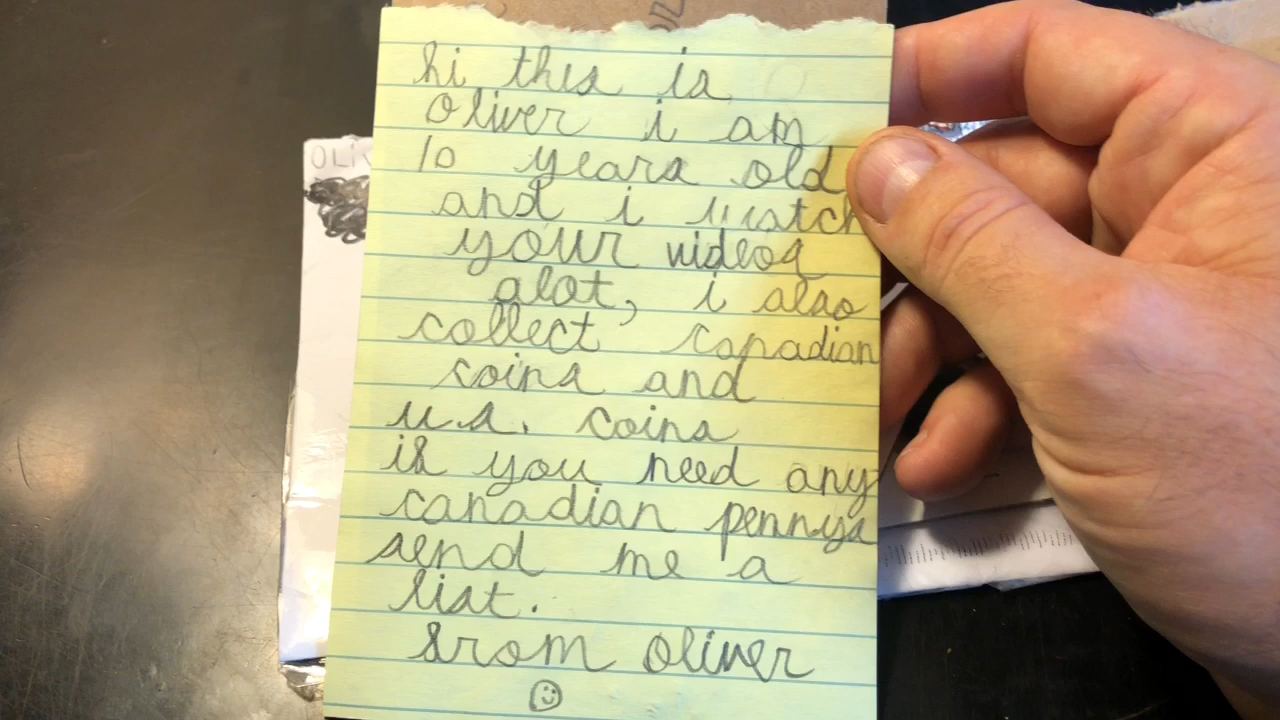 OLIV
hi this is
oliver i am
10 years old
and i watch
your videos
alot, i also
collect canadian
coins and
u.s. coins
if you need any
canadian pennys
send me a
list.
from oliver